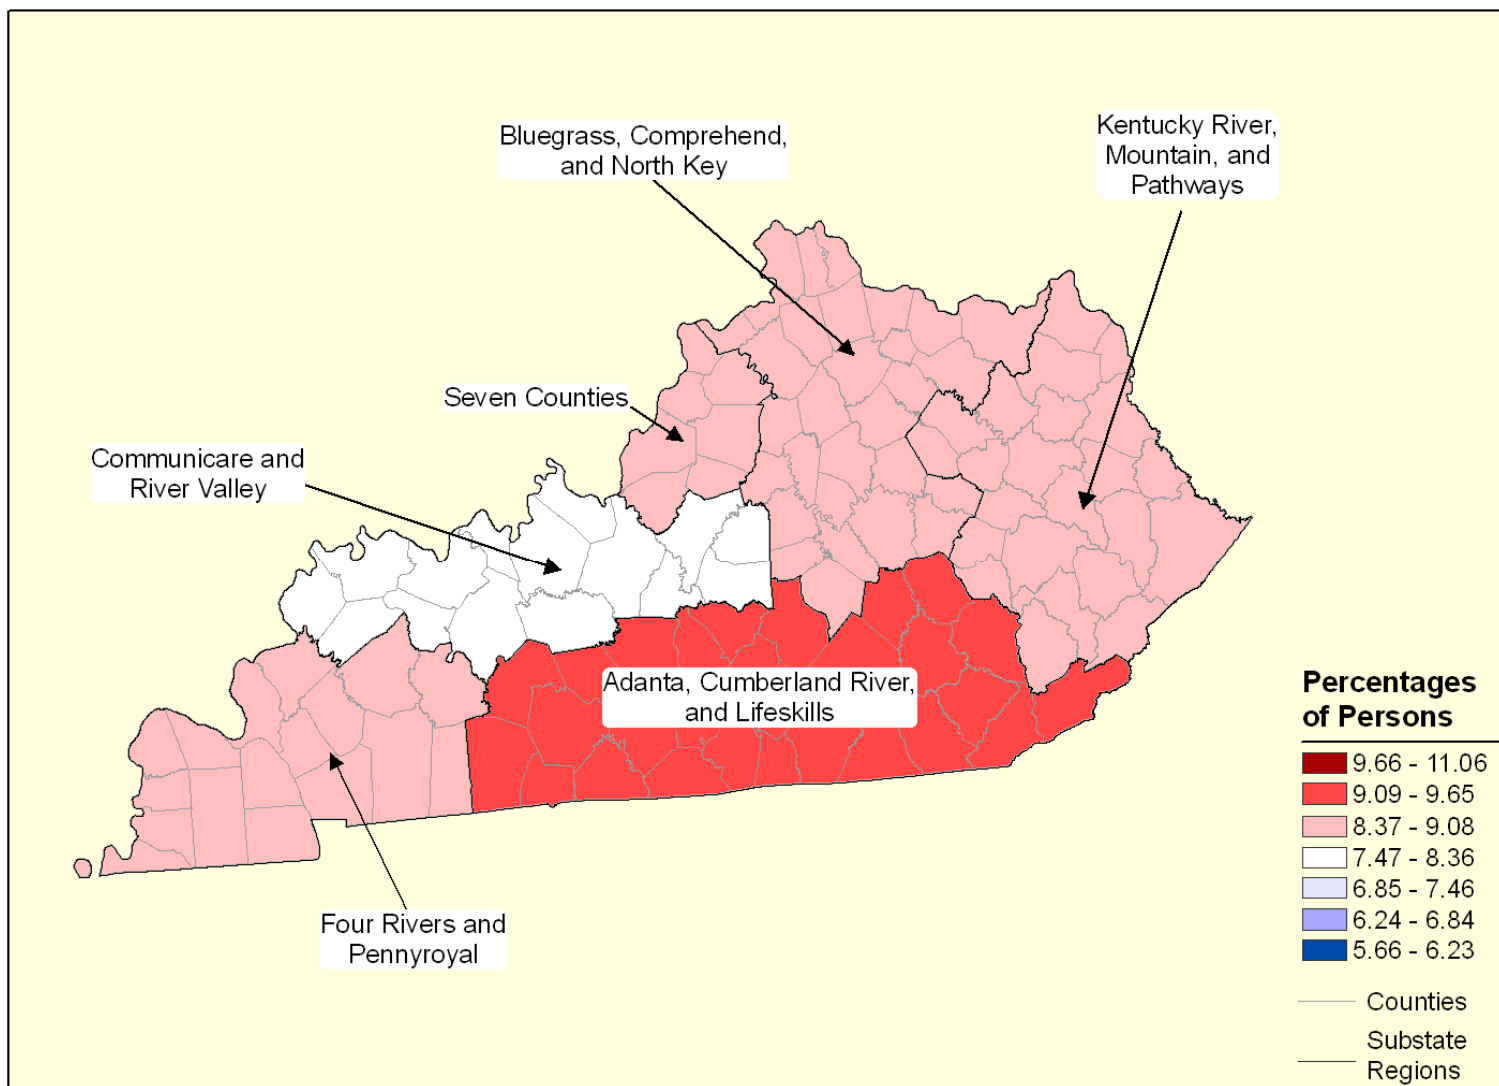 Bluegrass, Comprehend,
and North Key
Kentucky River,
Mountain, and
Pathways
Seven Counties
Communicare and
River Valley
Adanta, Cumberland River,
and Lifeskills
Four Rivers and
Pennyroyal
Percentages
of Persons
9.66 - 11.06
9.09 - 9.65
8.37 - 9.08
7.47 - 8.36
6.85 - 7.46
6.24 - 6.84
5.66 - 6.23
Counties
Substate
Regions